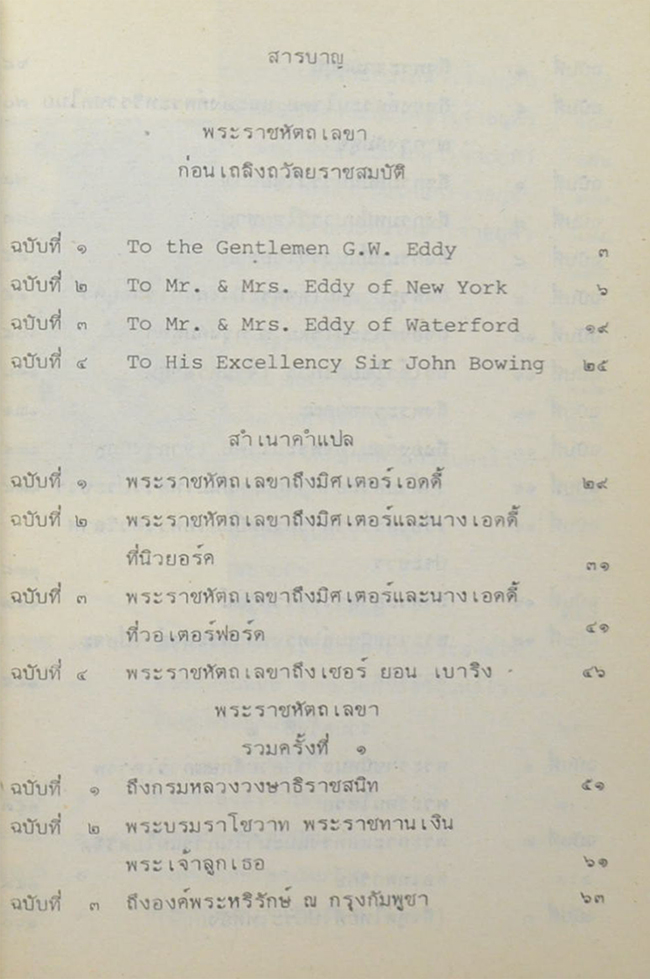 สารบาญ
พระราชหัตถเลขา
ก่อนเถลิงถวัลยราชสมบัติ
ฉบับที่ ๑ To the Gentlemen G.W. Eddy ๓
ฉบับที่ ๒ To Mr. & Mrs. Eddy of New York ๖
ฉบับที่ ๓ To Mr. & Mrs. Eddy of Waterford ๑๙
ฉบับที่ ๔ To His Excellency Sir John Bowing ๒๕
สำเนาคำแปล
ฉบับที่ ๑ พระราชหัตถเลขาถึงมิศเตอร์เอดดี้ ๒๙
ฉบับที่ ๒ พระราชหัตถเลขาถึงมิศเตอร์และนางเอดดี้
ที่นิวยอร์ค ๓๑
ฉบับที่ ๓ พระราชหัตถเลขาถึงมิศเตอร์และนางเอดดี้
ที่วอเตอร์ฟอร์ด ๔๑
ฉบับที่ ๔ พระราชหัตถเลขาถึงเซอร์ ยอน เบาริง ๔๖
พระราชหัตถเลขา
รวมครั้งที่ ๑
ฉบับที่ ๑ ถึงกรมหลวงวงษาธิราชสนิท ๕๑
ฉบับที่ ๒ พระบรมราโชวาท พระราชทานเงิน
พระเจ้าลูกเธอ ๖๑
ฉบับที่ ๓ ถึงองค์พระหริรักษ์ ณ กรุงกัมพูชา ๖๓